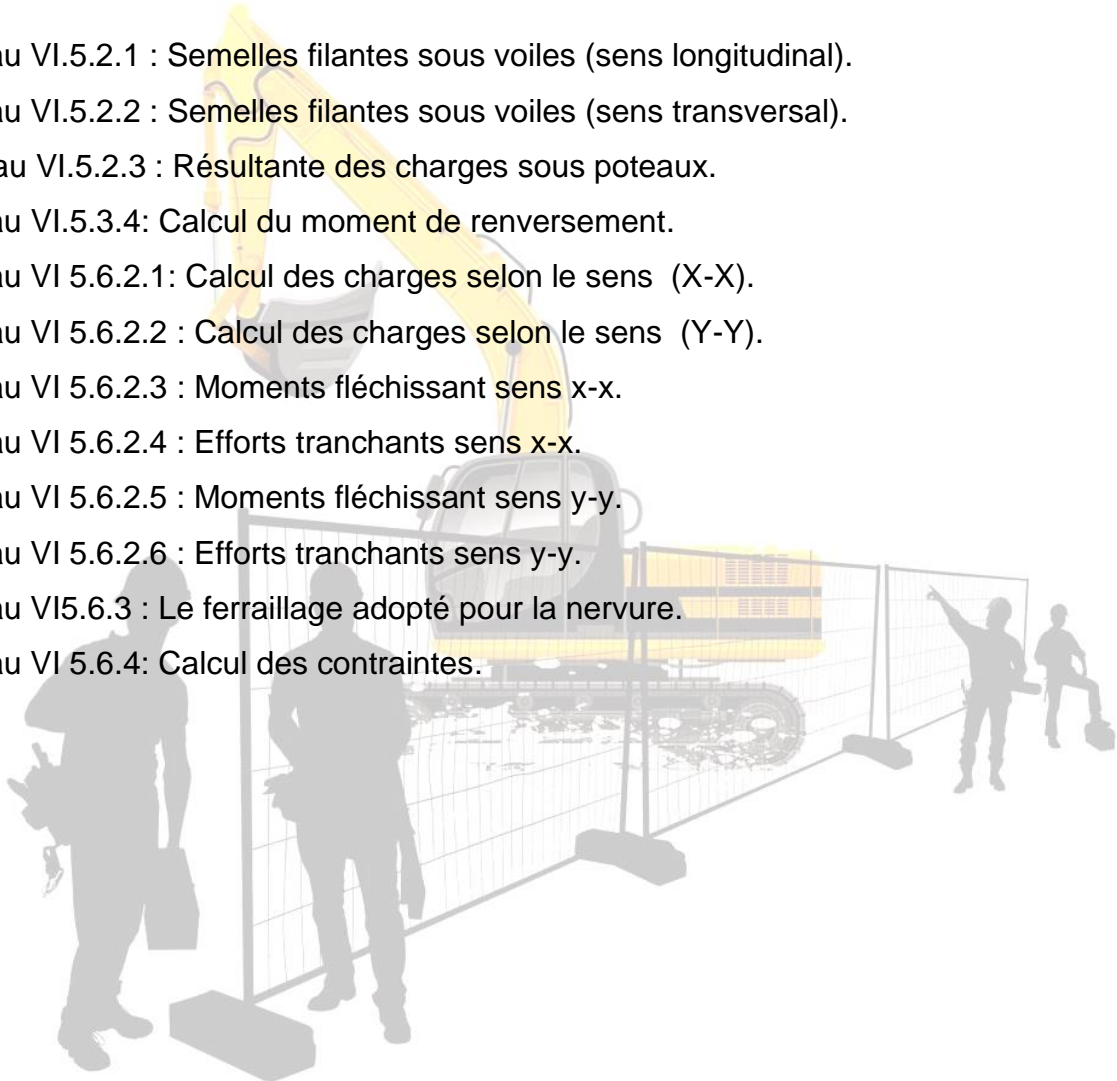 au VI.5.2.1 : Semelles filantes sous voiles (sens longitudinal).
au VI.5.2.2 : Semelles filantes sous voiles (sens transversal).
au VI.5.2.3 : Résultante des charges sous poteaux.
au VI.5.3.4: Calcul du moment de renversement.
au VI 5.6.2.1: Calcul des charges selon le sens (X-X).
au VI 5.6.2.2 : Calcul des charges selon le sens (Y-Y).
au VI 5.6.2.3 : Moments fléchissant sens x-x.
au VI 5.6.2.4 : Efforts tranchants sens x-x.
au VI 5.6.2.5 : Moments fléchissant sens y-y.
au VI 5.6.2.6 : Efforts tranchants sens y-y.
au VI5.6.3 : Le ferraillage adopté pour la nervure.
au VI 5.6.4: Calcul des contraintes.